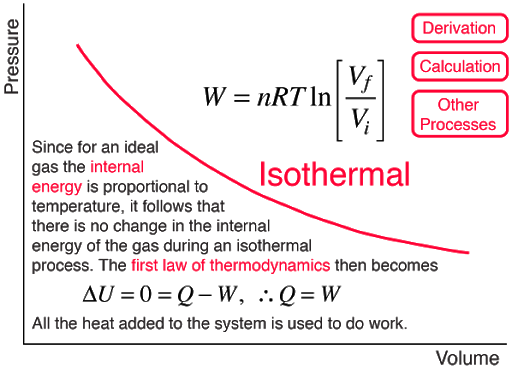 Pressure
Derivation
Calculation
Other
Processes
W = nRT ln[V_f/V_i]
Isothermal
Since for an ideal
gas the internal
energy is proportional to
temperature, it follows that
there is no change in the internal
energy of the gas during an isothermal
process. The first law of thermodynamics then becomes
ΔU = 0 = Q − W, ∴ Q = W
All the heat added to the system is used to do work.
Volume